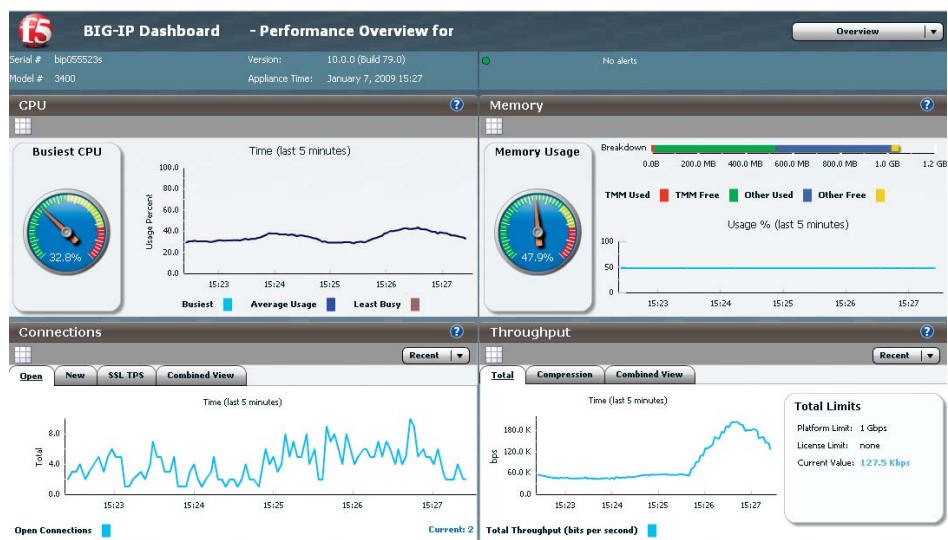 f5 BIG-IP Dashboard - Performance Overview for Overview
Serial # bip055523s Version: 10.0.0 (Build 79.0) No alerts
Model # 3400 Appliance Time: January 7, 2009 15:27
CPU ?
Busiest CPU
32.8%
Time (last 5 minutes)
Usage Percent
100.0
80.0
60.0
40.0
20.0
0.0
15:23 15:24 15:25 15:26 15:27
Busiest Average Usage Least Busy
Memory ?
Memory Usage
47.9%
Breakdown
0.0B 200.0 MB 400.0 MB 600.0 MB 800.0 MB 1.0 GB 1.2 GB
TMM Used TMM Free Other Used Other Free
Usage % (last 5 minutes)
100
50
0
15:23 15:24 15:25 15:26 15:27
Connections ?
Recent
Open New SSL TPS Combined View
Time (last 5 minutes)
Total
8.0
4.0
0.0
15:23 15:24 15:25 15:26 15:27
Open Connections Current: 2
Throughput ?
Recent
Total Compression Combined View
Time (last 5 minutes)
bps
180.0 K
120.0 K
60.0 K
0.0
15:23 15:24 15:25 15:26 15:27
Total Throughput (bits per second)
Total Limits
Platform Limit: 1 Gbps
License Limit: none
Current Value: 127.5 Kbps